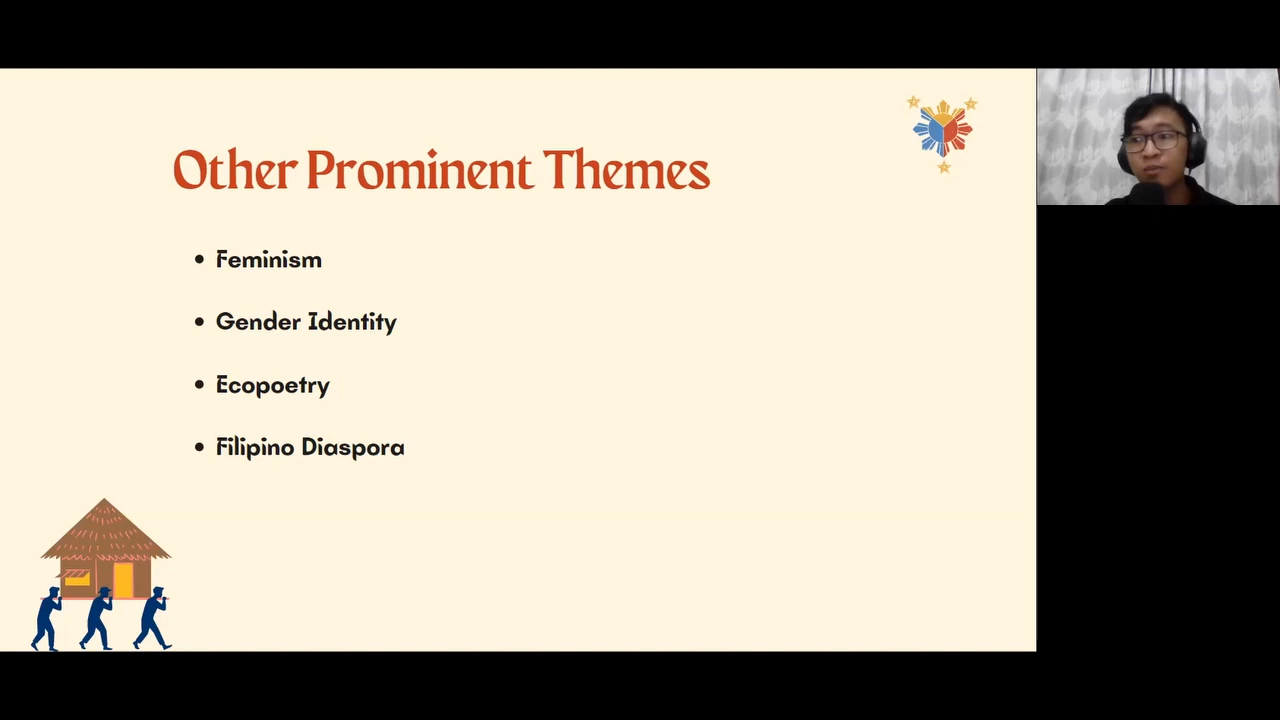 Other Prominent Themes
• Feminism
• Gender Identity
• Ecopoetry
• Filipino Diaspora